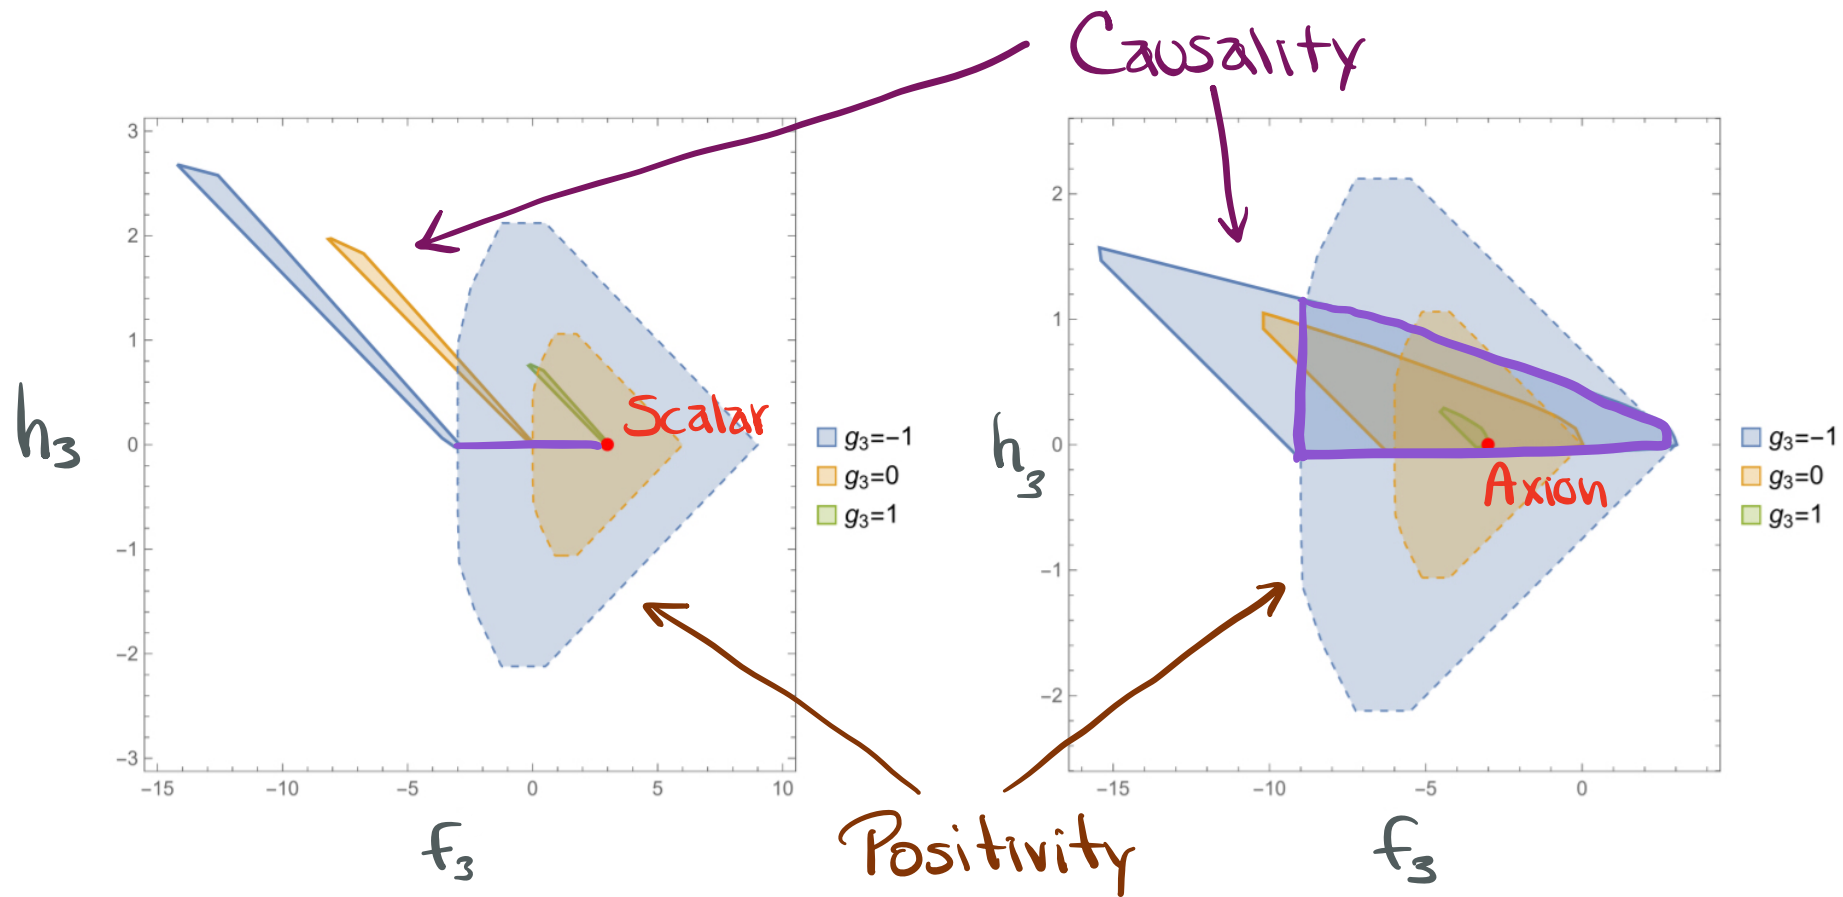 Causality
3
2
1
0
−1
−2
−3
−15
−10
−5
0
5
10
h₃
f₃
Scalar
g₃=−1
g₃=0
g₃=1
2
1
0
−1
−2
−15
−10
−5
0
h₃
f₃
Axion
g₃=−1
g₃=0
g₃=1
Positivity